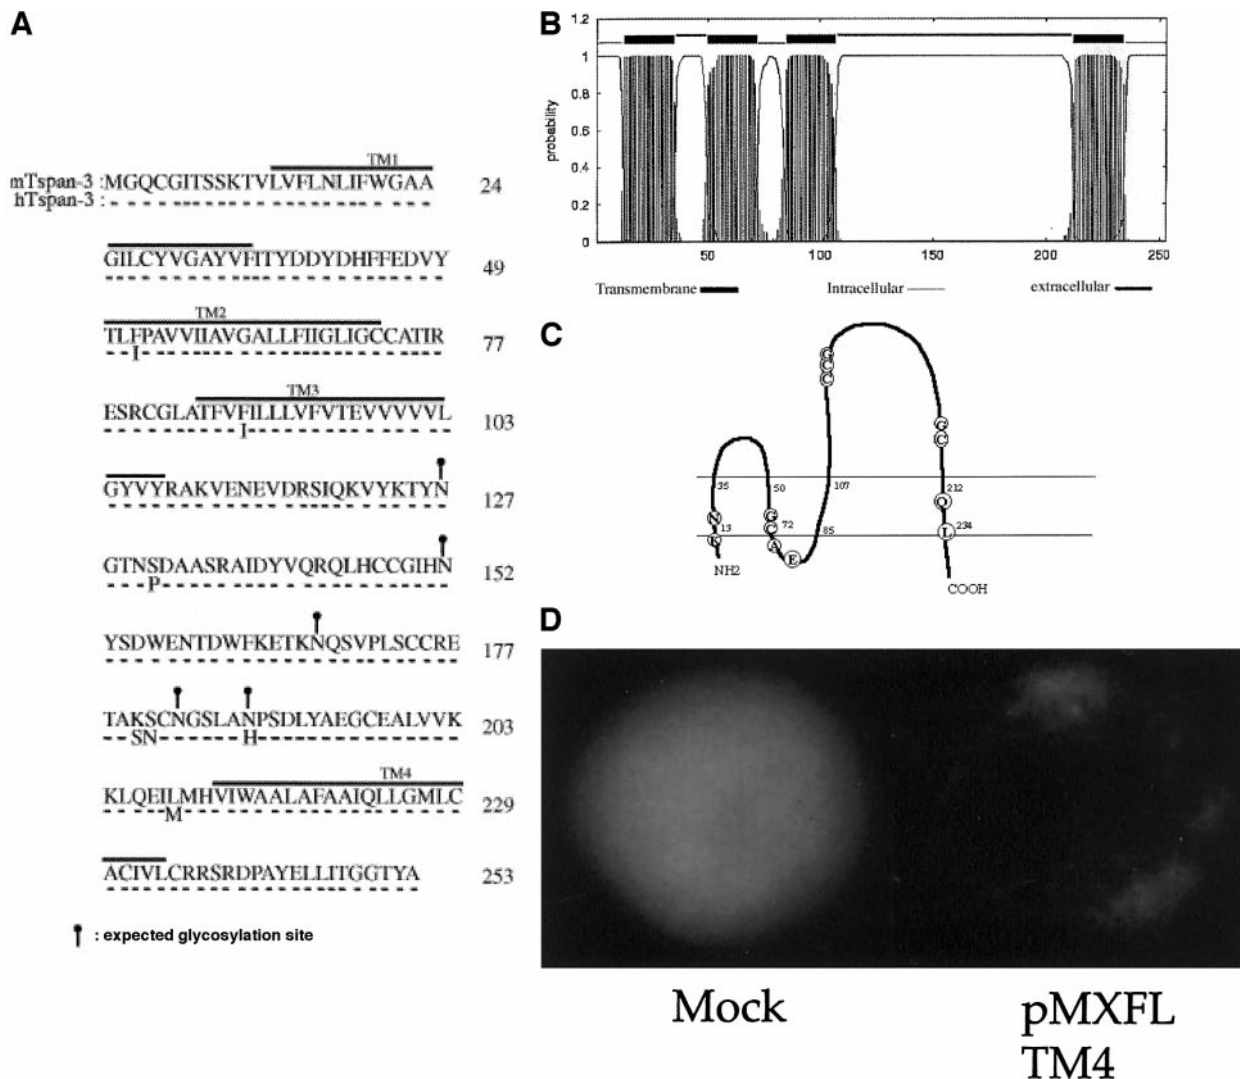 A
TM1
mTspan-3 :MGQCGITSSKTVLVFLNLIFWGAA 24
hTspan-3 : ------------------------
GILCYVGAYVFITYDDYDHFFEDVY 49
-------------------------
TM2
TLFPAVVIIAVGALLFIIGLIGCCATIR 77
--I-------------------------
TM3
ESRCGLATFVFILLLVFVTEVVVVVL 103
-----------I--------------
GYVYRAKVENEVDRSIQKVYKTYN 127
------------------------
GTNSDAASRAIDYVQRQLHCCGIHN 152
---P---------------------
YSDWENTDWFKETKNQSVPLSCCRE 177
-------------------------
TAKSCNGSLANPSDLYAEGCEALVVK 203
--SN------H---------------
TM4
KLQEILMHVIWAALAFAAIQLLGMLC 229
-----M--------------------
ACIVLCRRSRDPAYELLITGGTYA 253
------------------------
: expected glycosylation site
B
1.2
1
0.8
0.6
0.4
0.2
0
probability
50 100 150 200 250
Transmembrane Intracellular extracellular
C
G
C
C
G
C
35 50 107 212
N G Q
K 13 C 72 85 L 234
A
E
NH2
COOH
D
Mock
pMXFL
TM4